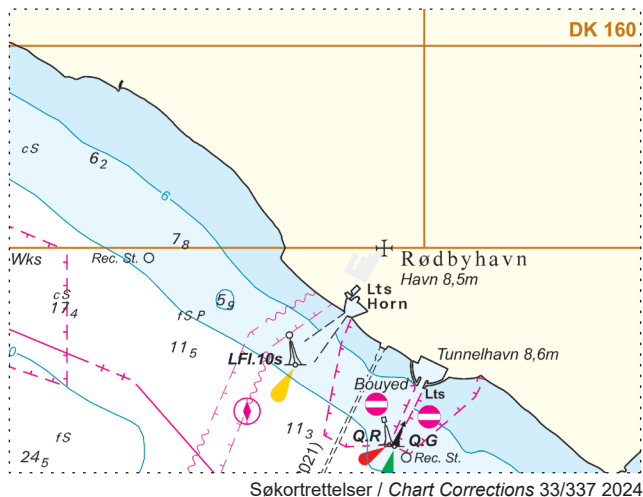 DK 160
cS
6₂
6
7₈
Wks
Rec. St.
Rødbyhavn
Havn 8,5m
Lts
Horn
cS
17₄
5₉
fS P
11₅
LFl.10s
Tunnelhavn 8,6m
Bouyed
Lts
0
11₃
Q.R
Q.G
Rec. St.
fS
24₅
2021)
Søkortrettelser / Chart Corrections 33/337 2024